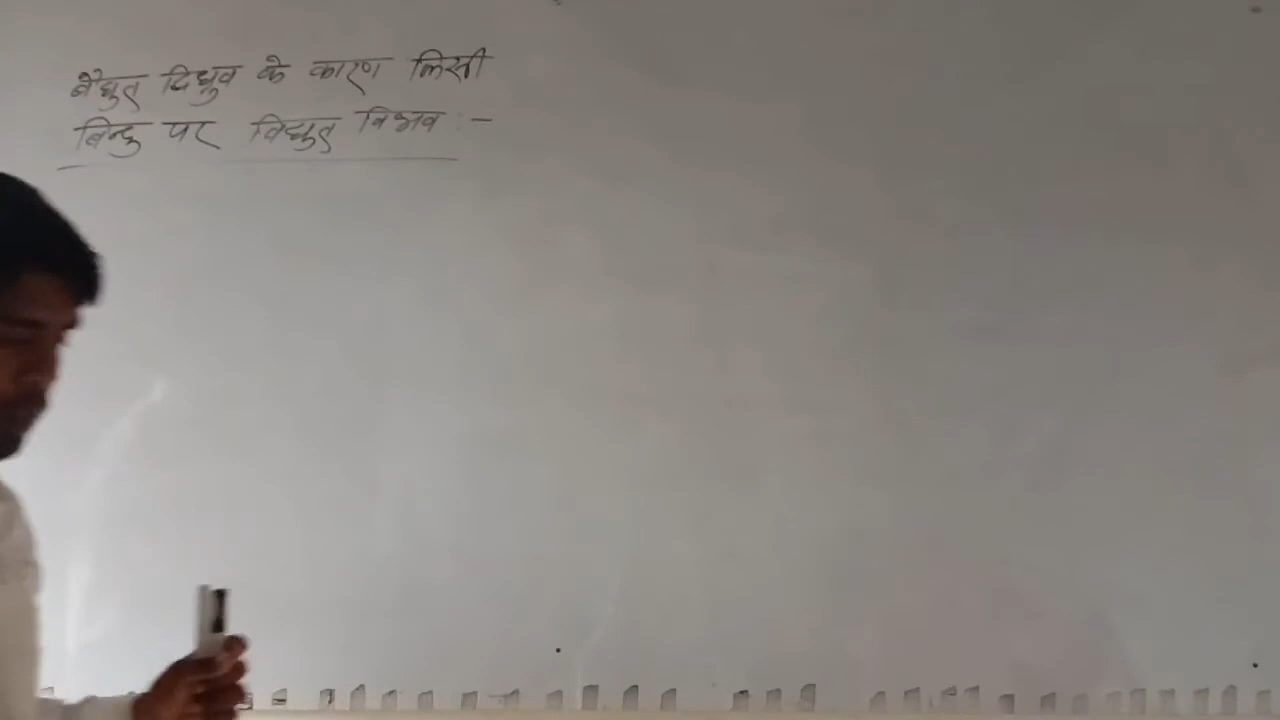 वैद्युत द्विध्रुव के कारण किसी
बिन्दु पर विद्युत विभव :-